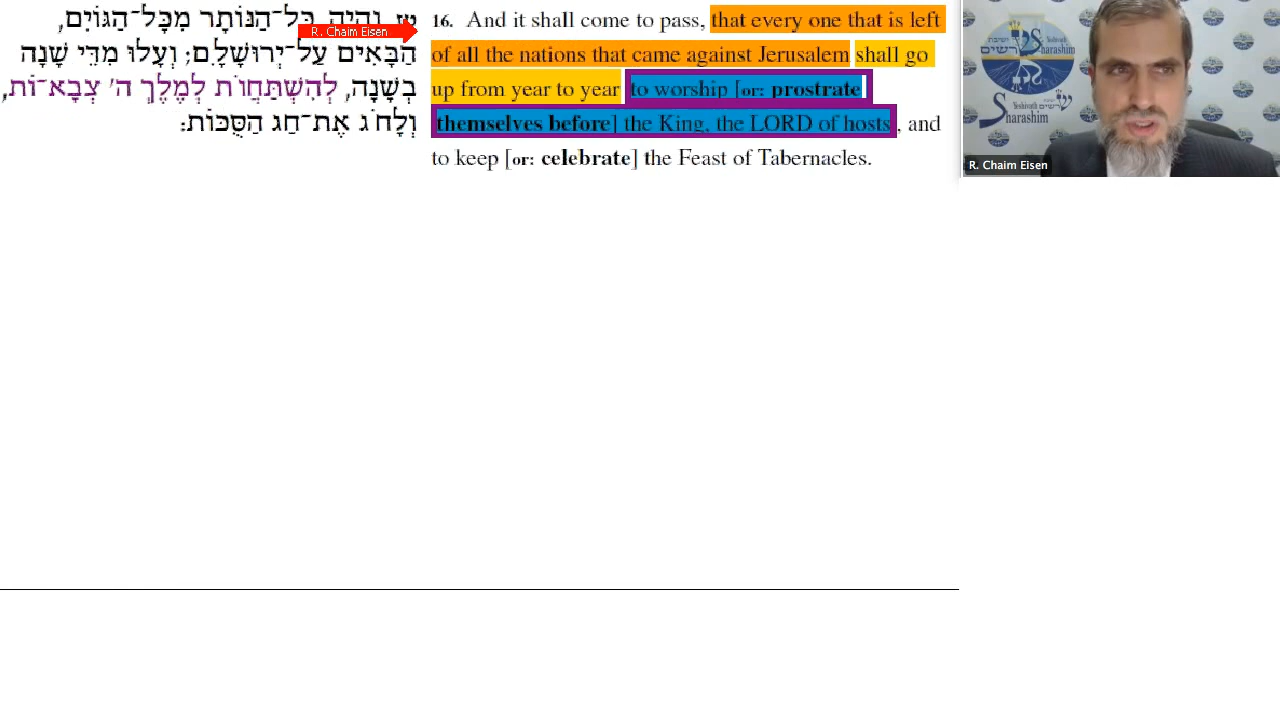 טז וְהָיָה כָּל־הַנּוֹתָר מִכָּל־הַגּוֹיִם,
הַבָּאִים עַל־יְרוּשָׁלִָם; וְעָלוּ מִדֵּי שָׁנָה
בְשָׁנָה, לְהִשְׁתַּחֲוֹת לְמֶלֶךְ ה' צְבָא־וֹת,
וְלָחֹג אֶת־חַג הַסֻּכּוֹת:
R. Chaim Eisen
16. And it shall come to pass, that every one that is left
of all the nations that came against Jerusalem shall go
up from year to year to worship [or: prostrate
themselves before] the King, the LORD of hosts, and
to keep [or: celebrate] the Feast of Tabernacles.
Sharashim
שרשים
Yeshivath
Sharashim
R. Chaim Eisen